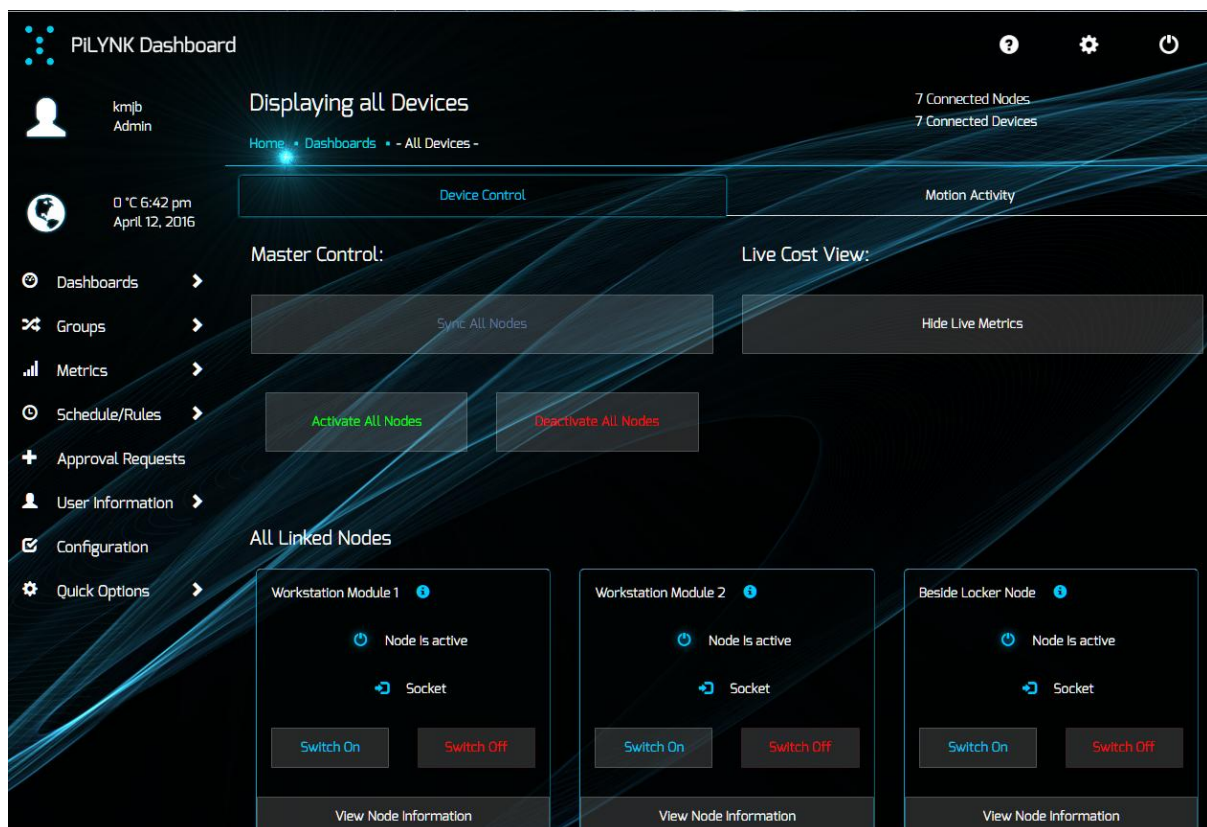 PiLYNK Dashboard
kmjb
Admin
0 °C 6:42 pm
April 12, 2016
Dashboards
Groups
Metrics
Schedule/Rules
Approval Requests
User Information
Configuration
Quick Options
Displaying all Devices
Home • Dashboards • - All Devices -
7 Connected Nodes
7 Connected Devices
Device Control
Motion Activity
Master Control:
Live Cost View:
Sync All Nodes
Hide Live Metrics
Activate All Nodes
Deactivate All Nodes
All Linked Nodes
Workstation Module 1
Node Is active
Socket
Switch On
Switch Off
View Node Information
Workstation Module 2
Node Is active
Socket
Switch On
Switch Off
View Node Information
Beside Locker Node
Node Is active
Socket
Switch On
Switch Off
View Node Information